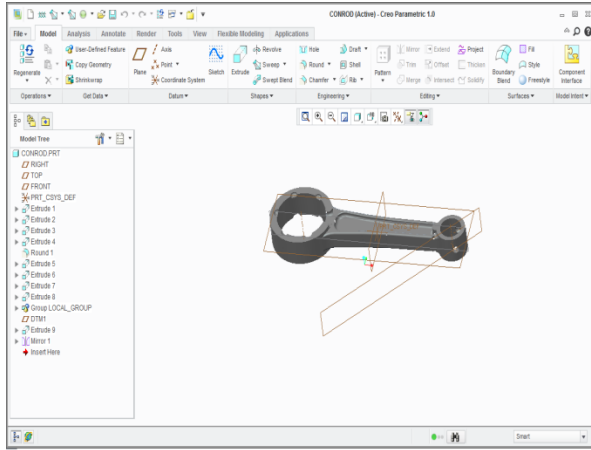 CONROD (Active) - Creo Parametric 1.0
File Model Analysis Annotate Render Tools View Flexible Modeling Applications
User-Defined Feature Axis Revolve Hole Draft Mirror Extend Project Fill
Regenerate Copy Geometry Plane Point Sketch Extrude Sweep Round Shell Pattern Trim Offset Thicken Boundary Blend Style Component Interface
Shrinkwrap Coordinate System Swept Blend Chamfer Rib Merge Intersect Solidify Freestyle
Operations Get Data Datum Shapes Engineering Editing Surfaces Model Intent
Model Tree
CONROD.PRT
RIGHT
TOP
FRONT
PRT_CSYS_DEF
Extrude 1
Extrude 2
Extrude 3
Extrude 4
Round 1
Extrude 5
Extrude 6
Extrude 7
Extrude 8
Group LOCAL_GROUP
DTM1
Extrude 9
Mirror 1
Insert Here
Smart